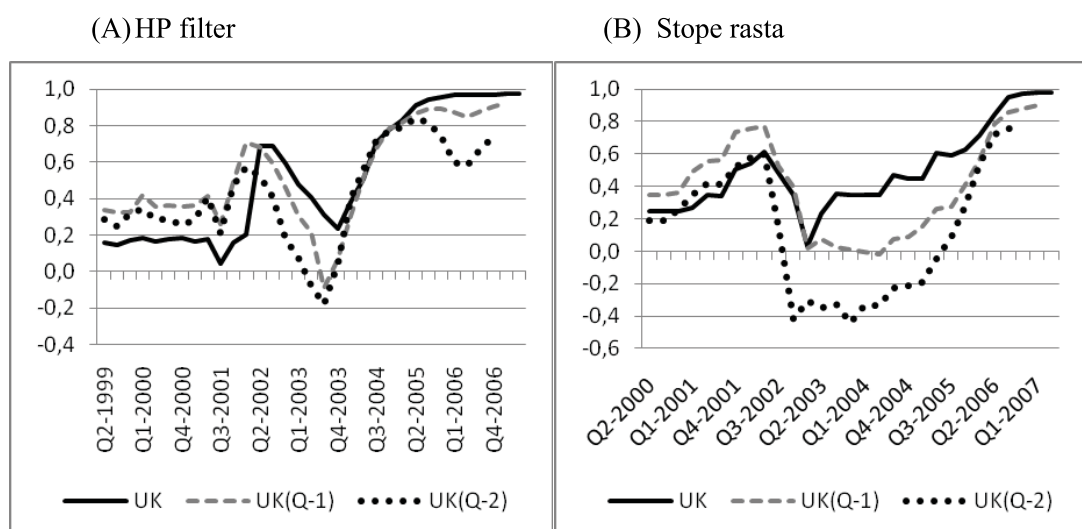 (A) HP filter
(B) Stope rasta
1,0
0,8
0,6
0,4
0,2
0,0
-0,2
-0,4
Q2-1999
Q1-2000
Q4-2000
Q3-2001
Q2-2002
Q1-2003
Q4-2003
Q3-2004
Q2-2005
Q1-2006
Q4-2006
UK
UK(Q-1)
UK(Q-2)
1,0
0,8
0,6
0,4
0,2
0,0
-0,2
-0,4
-0,6
Q2-2000
Q1-2001
Q4-2001
Q3-2002
Q2-2003
Q1-2004
Q4-2004
Q3-2005
Q2-2006
Q1-2007
UK
UK(Q-1)
UK(Q-2)